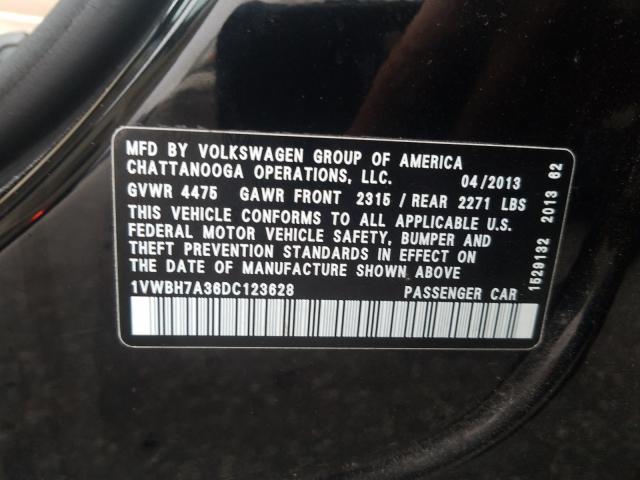 MFD BY VOLKSWAGEN GROUP OF AMERICA
CHATTANOOGA OPERATIONS, LLC. 04/2013
GVWR 4475 GAWR FRONT 2315 / REAR 2271 LBS
THIS VEHICLE CONFORMS TO ALL APPLICABLE U.S.
FEDERAL MOTOR VEHICLE SAFETY, BUMPER AND
THEFT PREVENTION STANDARDS IN EFFECT ON
THE DATE OF MANUFACTURE SHOWN ABOVE
1VWBH7A36DC123628 PASSENGER CAR
1529132 2013 62